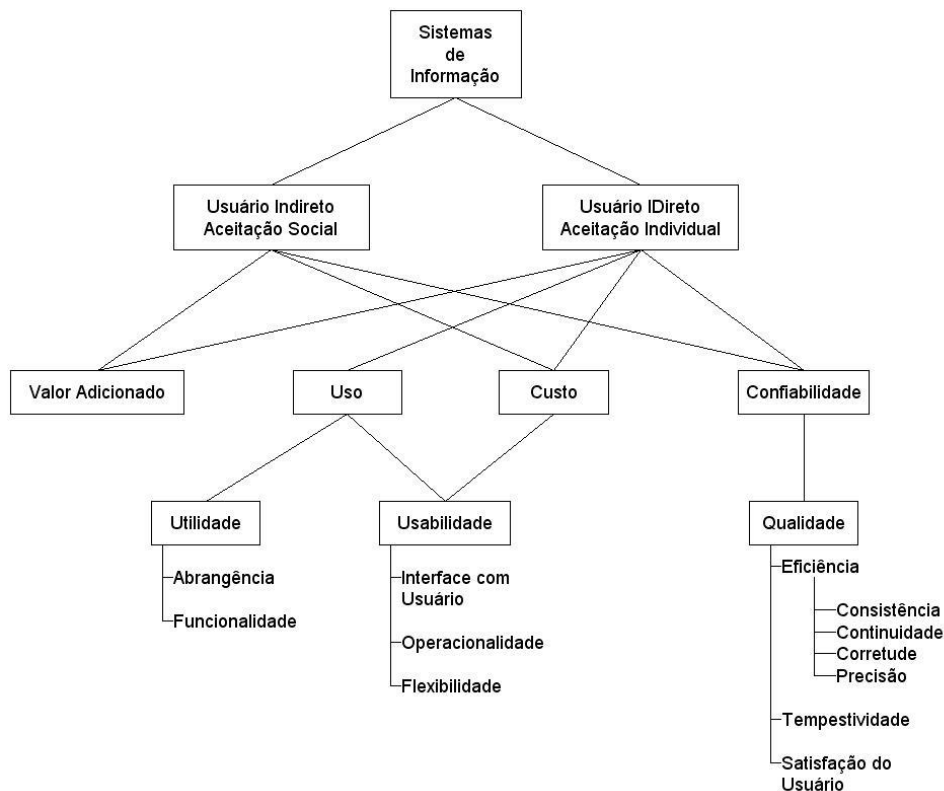 Sistemas
de
Informação
Usuário Indireto
Aceitação Social
Usuário IDireto
Aceitação Individual
Valor Adicionado
Uso
Custo
Confiabilidade
Utilidade
Abrangência
Funcionalidade
Usabilidade
Interface com
Usuário
Operacionalidade
Flexibilidade
Qualidade
Eficiência
Consistência
Continuidade
Corretude
Precisão
Tempestividade
Satisfação do
Usuário